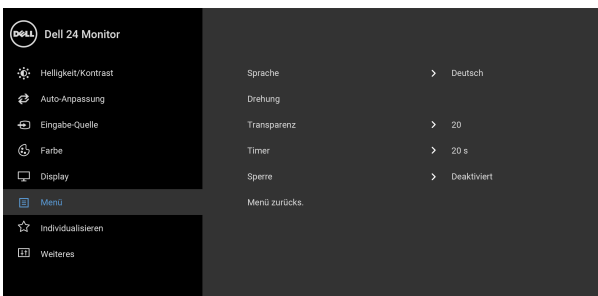 DELL Dell 24 Monitor
Helligkeit/Kontrast
Auto-Anpassung
Eingabe-Quelle
Farbe
Display
Menü
Individualisieren
Weiteres
Sprache > Deutsch
Drehung
Transparenz > 20
Timer > 20 s
Sperre > Deaktiviert
Menü zurücks.